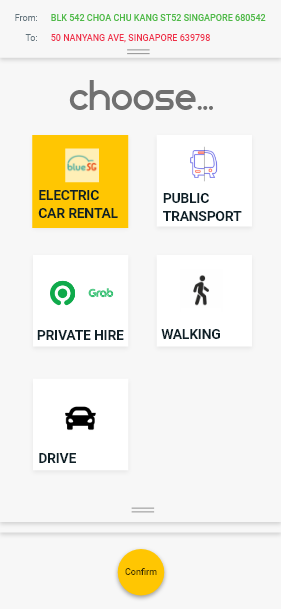 From: BLK 542 CHOA CHU KANG ST52 SINGAPORE 680542
To: 50 NANYANG AVE, SINGAPORE 639798
choose...
blueSG
ELECTRIC
CAR RENTAL
PUBLIC
TRANSPORT
Grab
PRIVATE HIRE
WALKING
DRIVE
Confirm